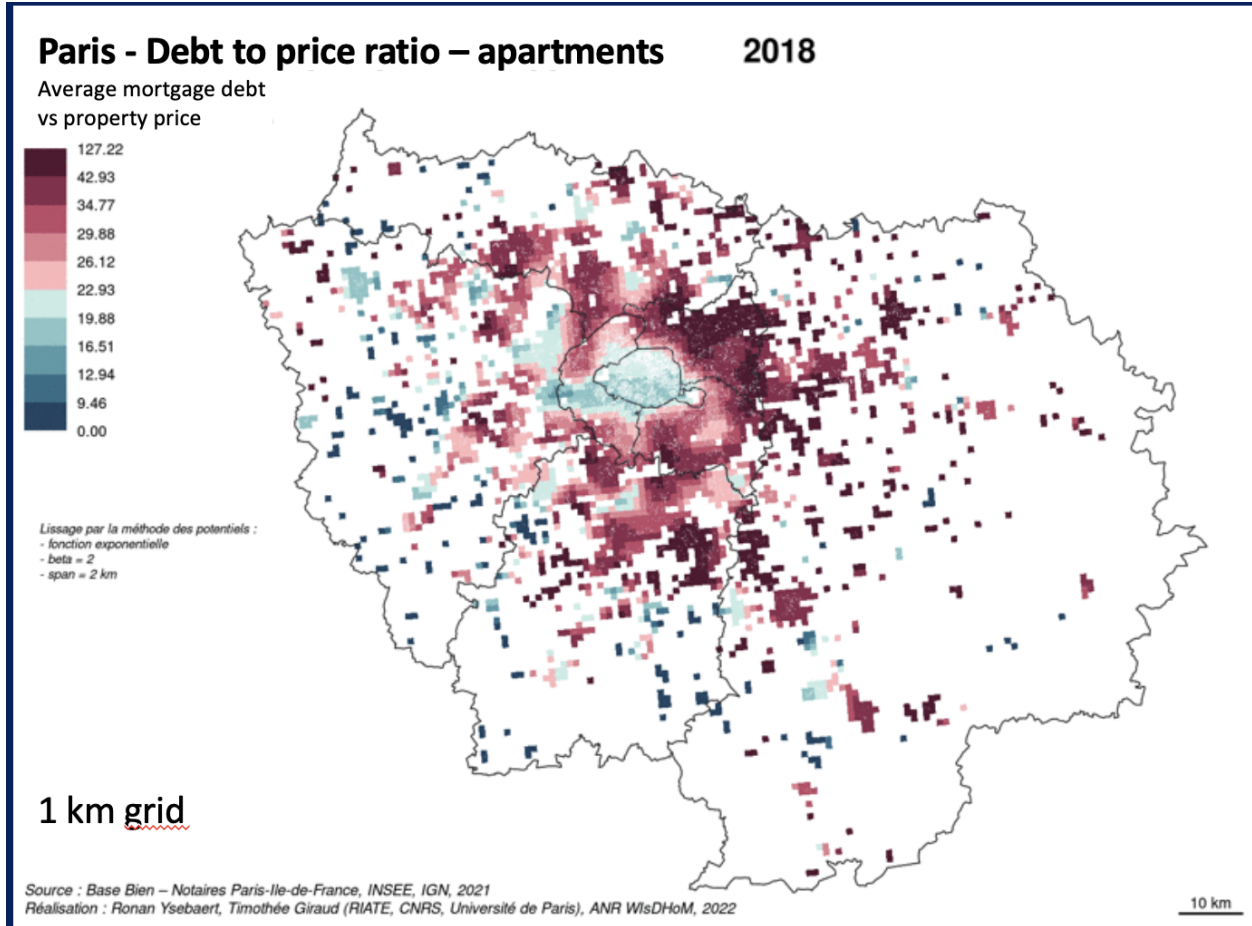 Paris - Debt to price ratio – apartments
2018
Average mortgage debt
vs property price
127.22
42.93
34.77
29.88
26.12
22.93
19.88
16.51
12.94
9.46
0.00
Lissage par la méthode des potentiels :
- fonction exponentielle
- beta = 2
- span = 2 km
1 km grid
Source : Base Bien – Notaires Paris-Ile-de-France, INSEE, IGN, 2021
Réalisation : Ronan Ysebaert, Timothée Giraud (RIATE, CNRS, Université de Paris), ANR WIsDHoM, 2022
10 km